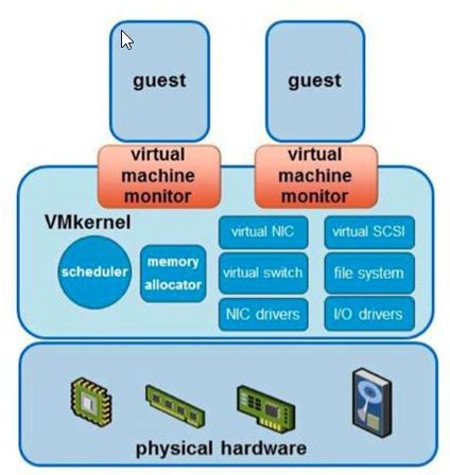 guest
guest
virtual
machine
monitor
virtual
machine
monitor
VMkernel
scheduler
memory
allocator
virtual NIC
virtual SCSI
virtual switch
file system
NIC drivers
I/O drivers
physical hardware